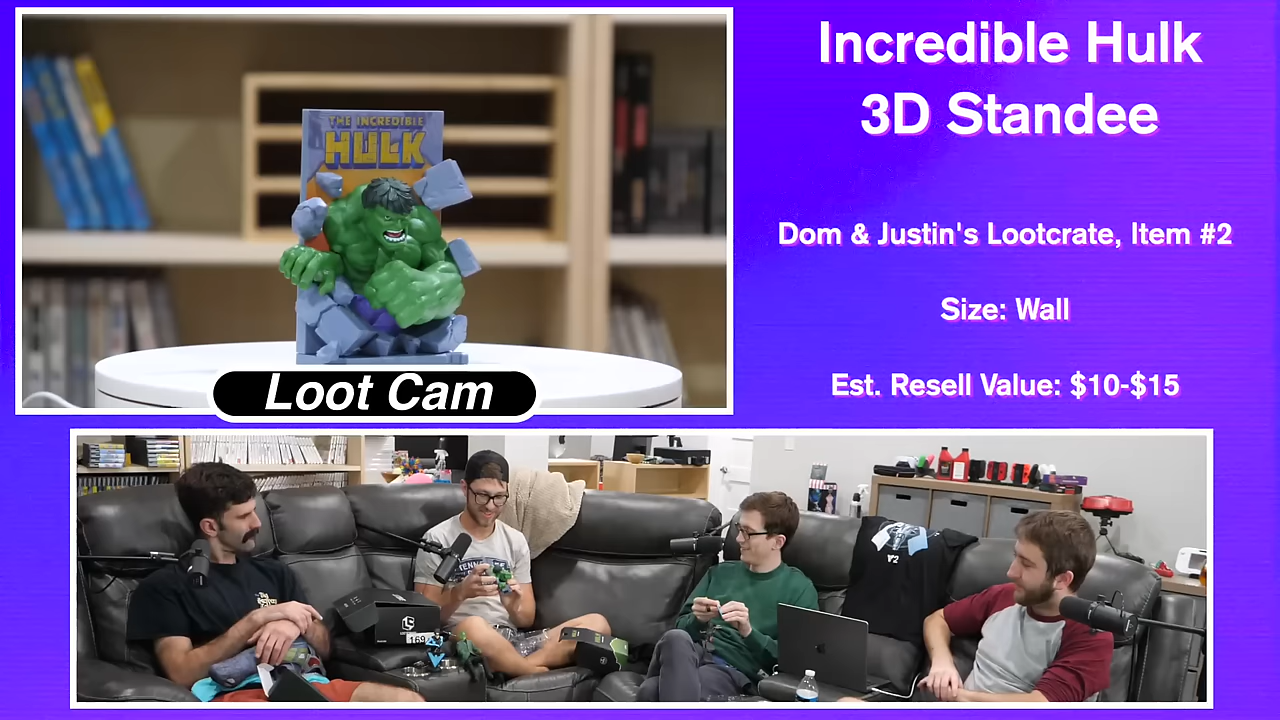 Incredible Hulk
3D Standee
THE INCREDIBLE
HULK
Dom & Justin's Lootcrate, Item #2
Size: Wall
Est. Resell Value: $10-$15
Loot Cam